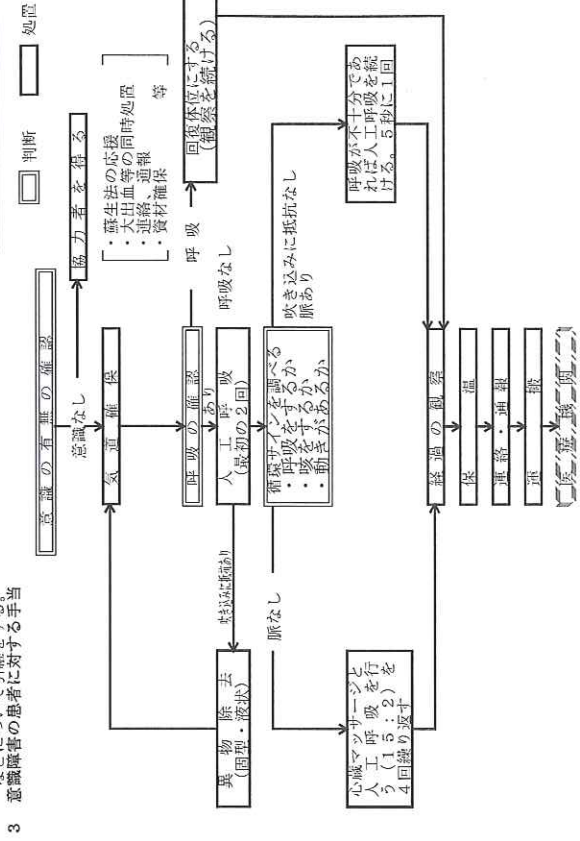 3 意識障害の患者に対する手当
判断
処置
意識の有無の確認
意識なし
協力者を得る
・蘇生法の応援
・大出血等の同時処置
・連絡、通報
・資材確保 等
気道確保
呼吸の確認
あり
呼吸
回復体位にする
(観察を続ける)
呼吸なし
人工呼吸
(最初の2回)
吹き込みに抵抗あり
異物除去
(固型・液状)
循環サインを調べる
・呼吸をするか
・咳をするか
・動きがあるか
脈なし
吹き込みに抵抗なし
脈あり
心臓マッサージと
人工呼吸を行
う(15:2)を
4回繰り返す
呼吸が不十分であ
れば人工呼吸を続
ける。5秒に1回
経過の観察
保温
連絡・通報
運搬
医療機関